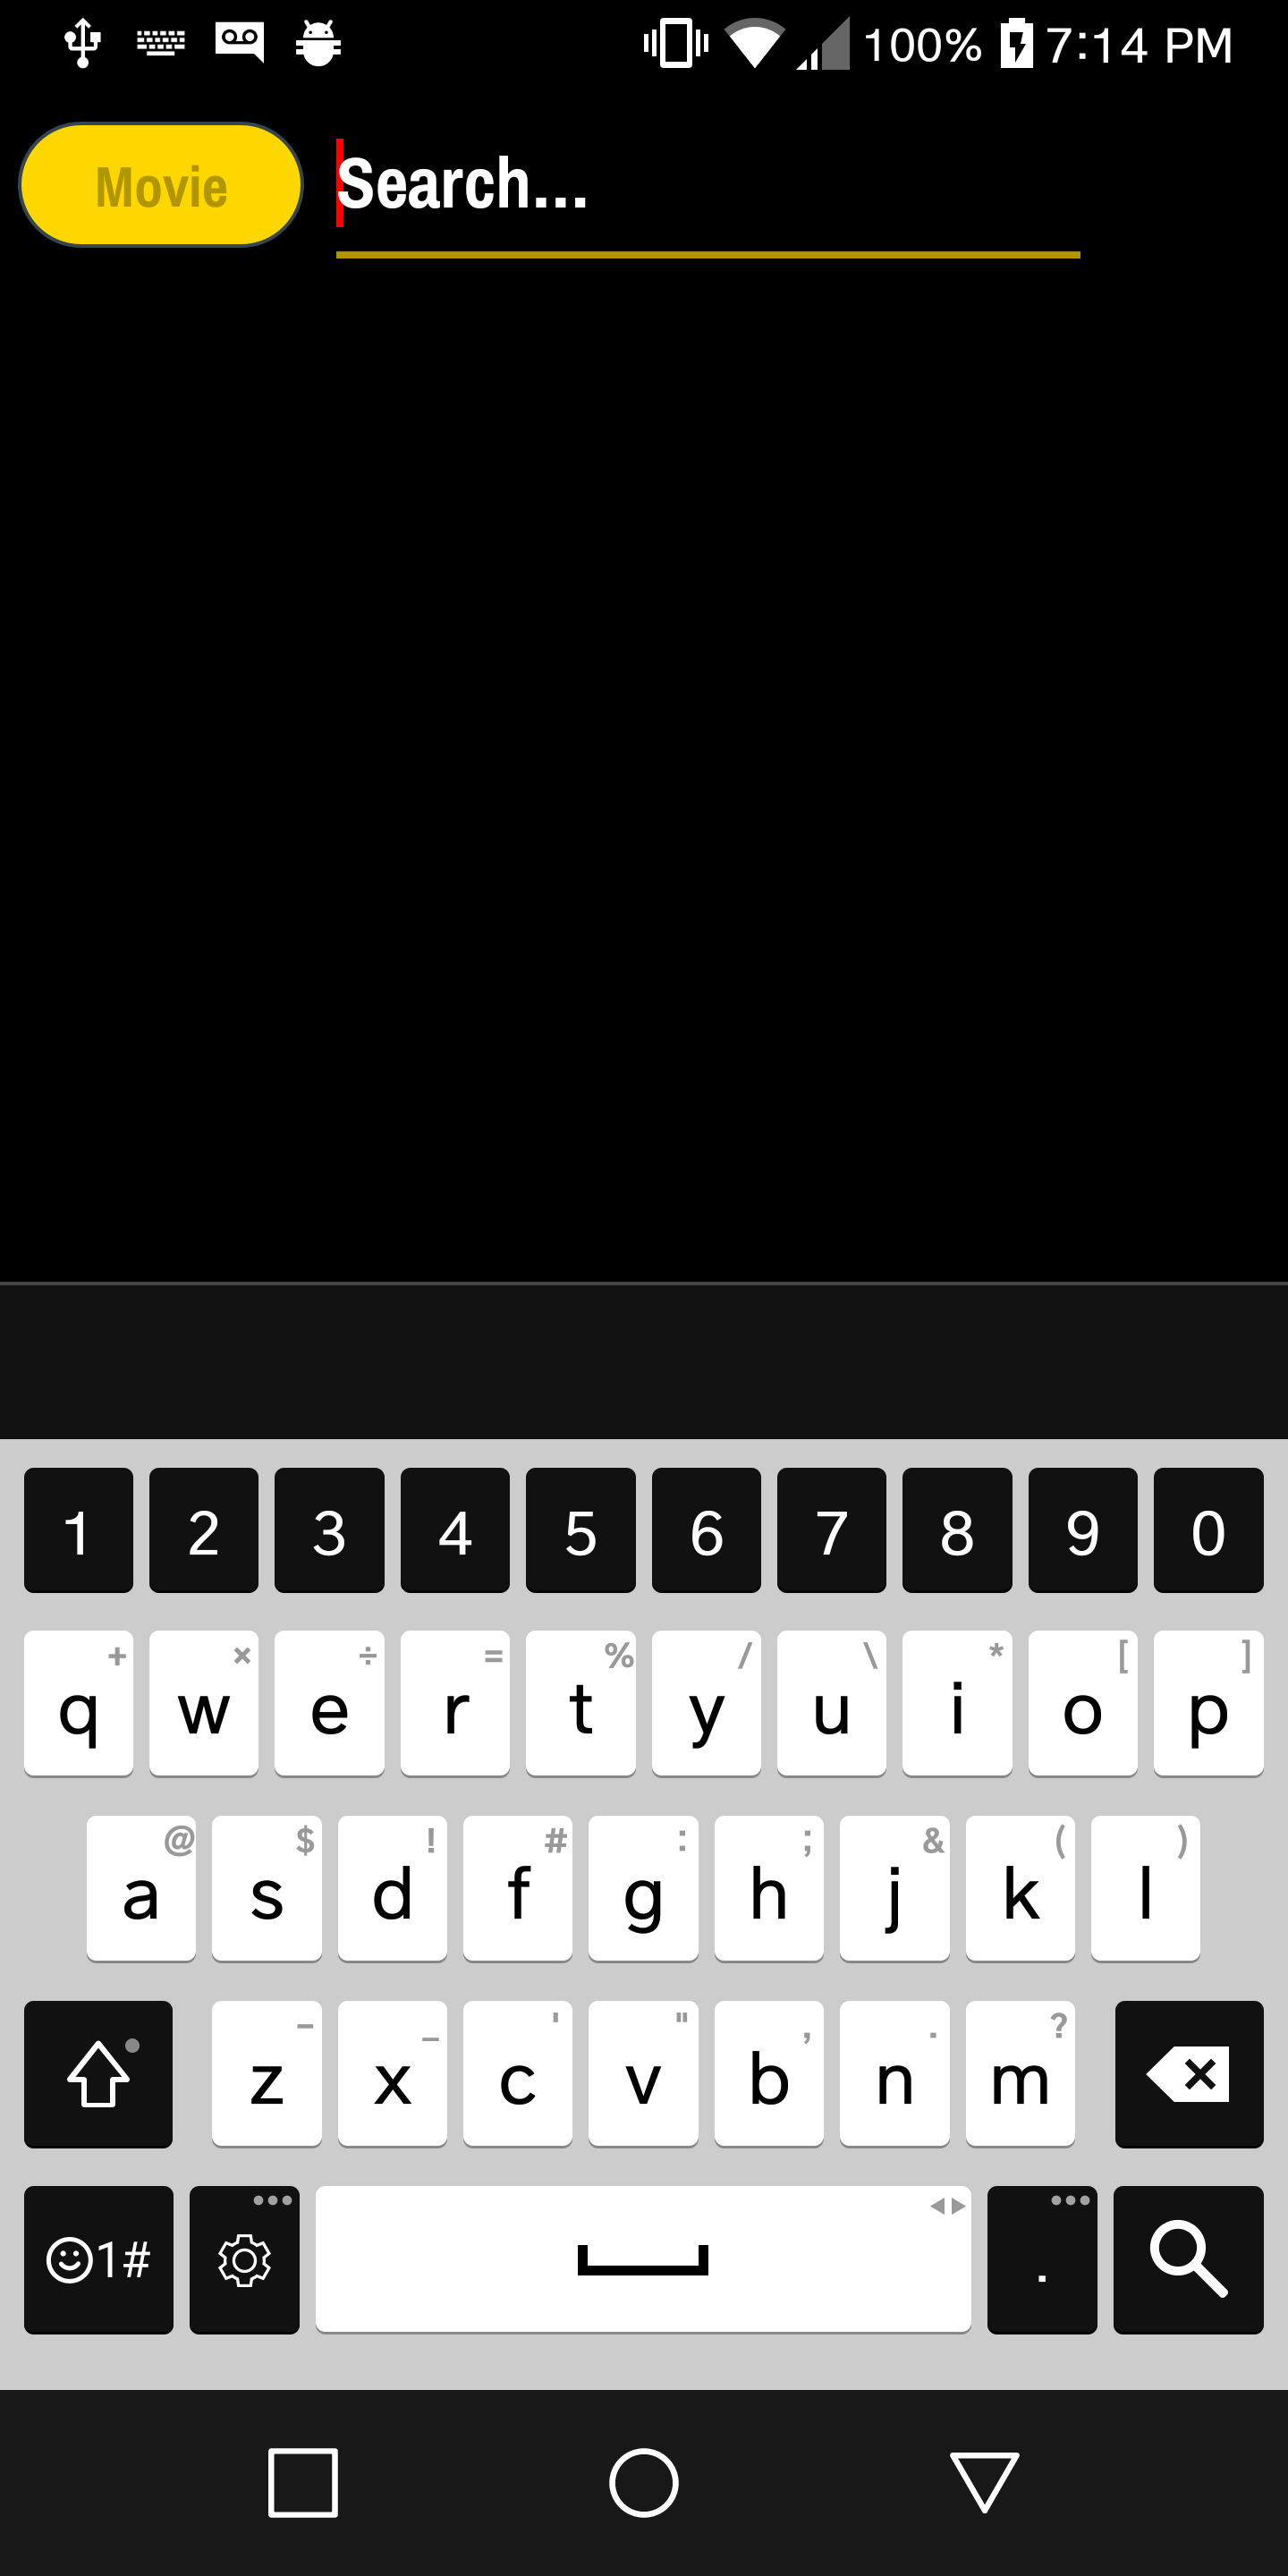 100% 7:14 PM
Movie Search...
1 2 3 4 5 6 7 8 9 0
+ × ÷ = % / \ * [ ]
q w e r t y u i o p
@ $ ! # : ; & ( )
a s d f g h j k l
- _ ' " , . ?
z x c v b n m
1# .